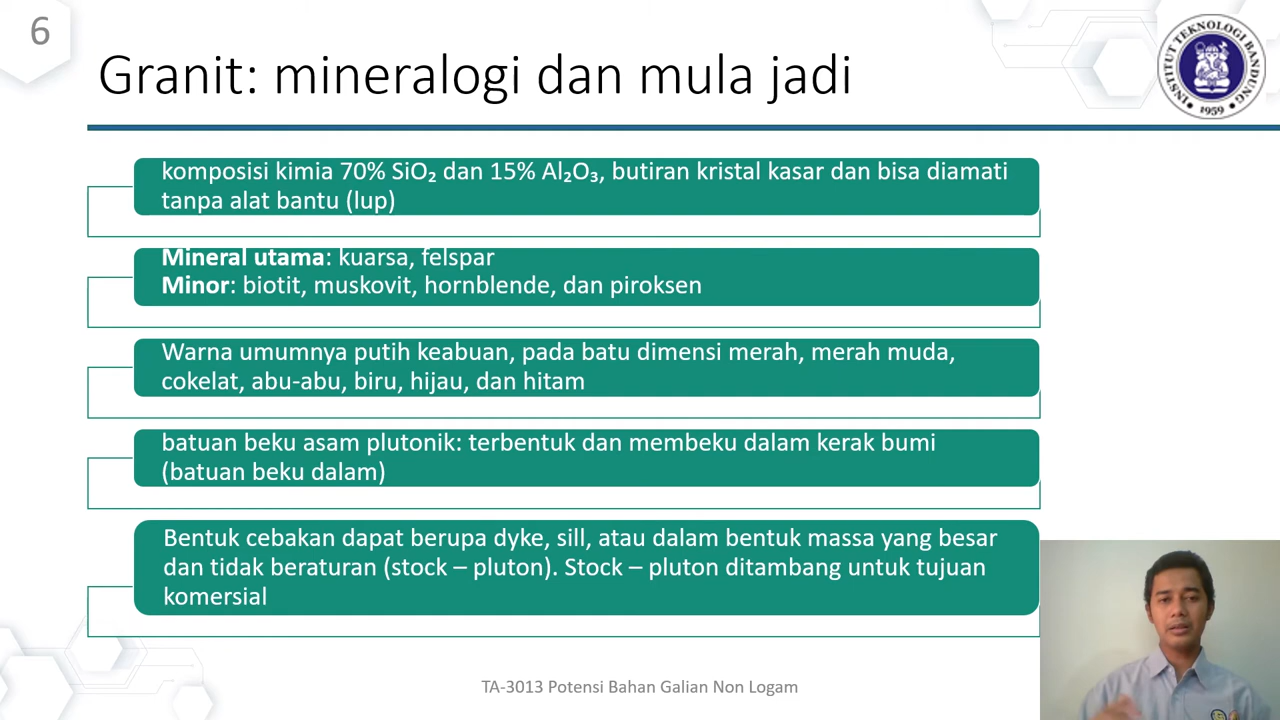 6
Granit: mineralogi dan mula jadi
INSTITUT TEKNOLOGI BANDUNG
1959
komposisi kimia 70% SiO₂ dan 15% Al₂O₃, butiran kristal kasar dan bisa diamati
tanpa alat bantu (lup)
Mineral utama: kuarsa, felspar
Minor: biotit, muskovit, hornblende, dan piroksen
Warna umumnya putih keabuan, pada batu dimensi merah, merah muda,
cokelat, abu-abu, biru, hijau, dan hitam
batuan beku asam plutonik: terbentuk dan membeku dalam kerak bumi
(batuan beku dalam)
Bentuk cebakan dapat berupa dyke, sill, atau dalam bentuk massa yang besar
dan tidak beraturan (stock – pluton). Stock – pluton ditambang untuk tujuan
komersial
TA-3013 Potensi Bahan Galian Non Logam